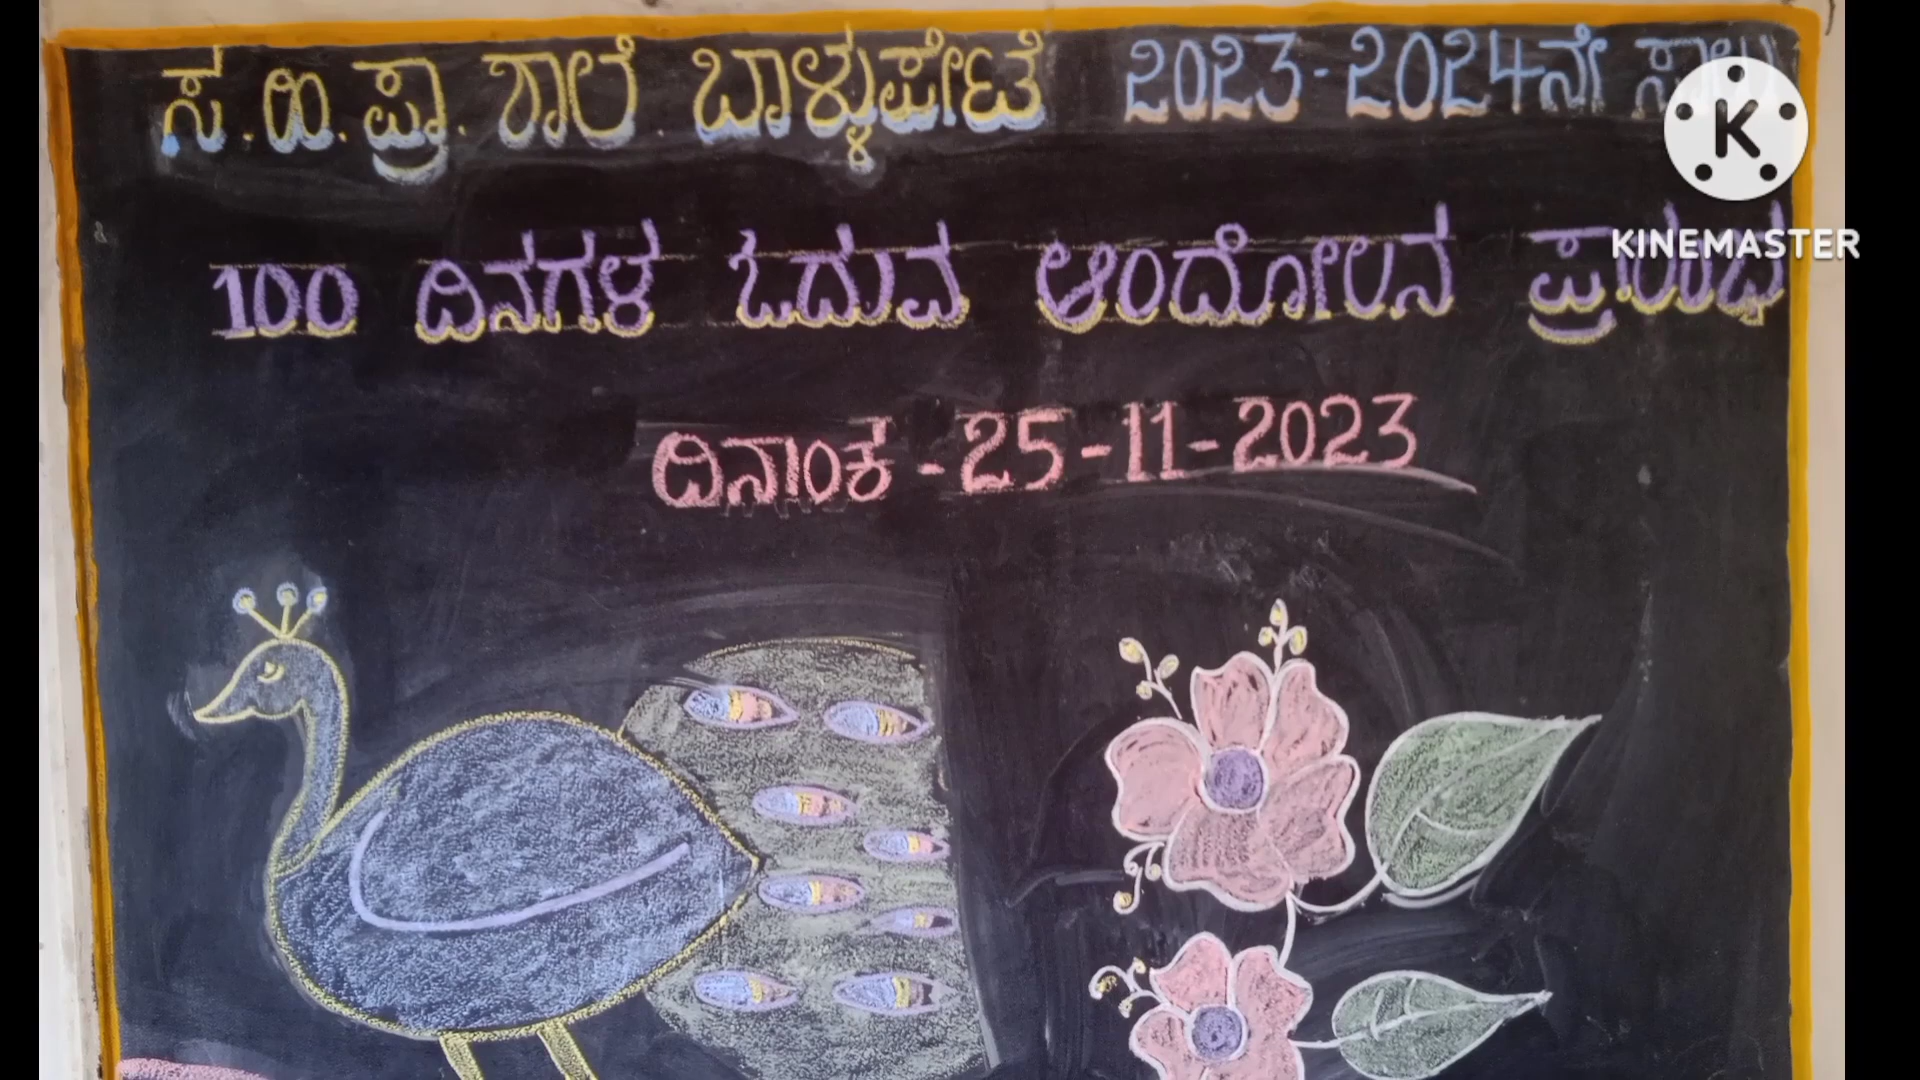 ಸ.ಹಿ.ಪ್ರಾ.ಶಾಲೆ.ಬಾಳ್ಳುಪೇಟೆ 2023-2024ನೇ ಸಾಲು
100 ದಿನಗಳ ಓದುವ ಆಂದೋಲನ ಪ್ರಾರಂಭ
ದಿನಾಂಕ - 25-11-2023
K
KINEMASTER